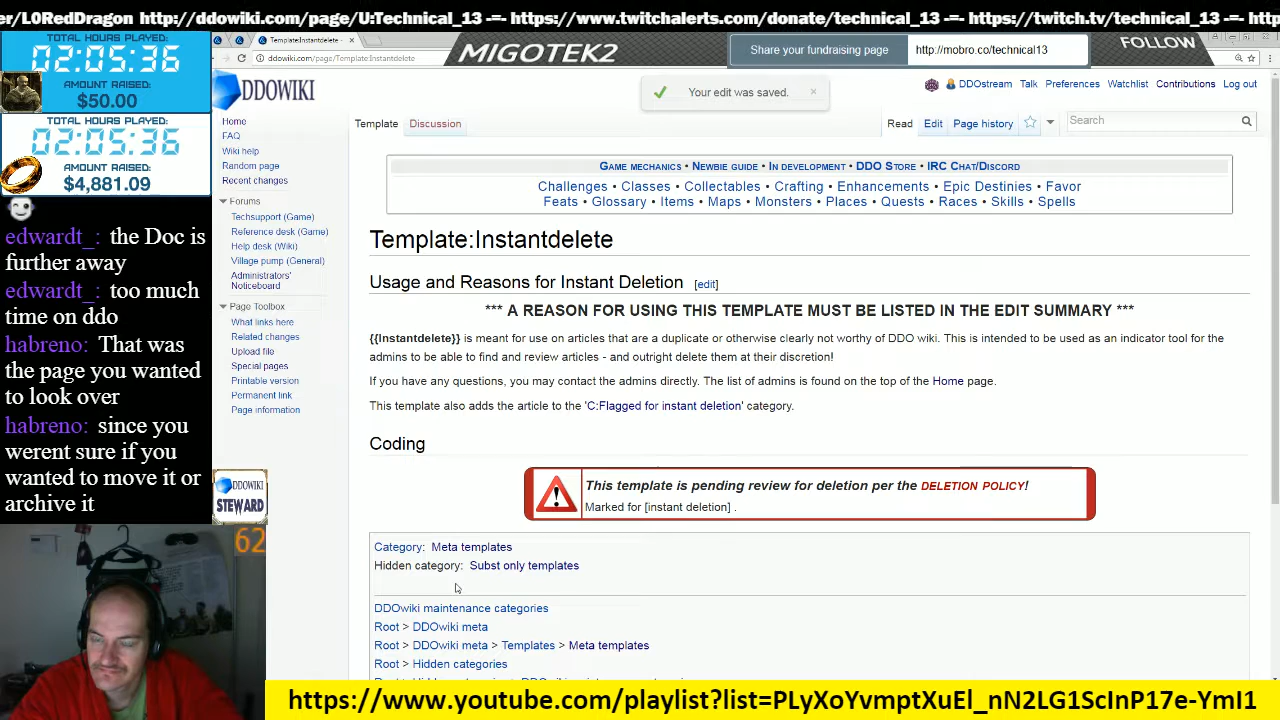 er/L0RedDragon http://ddowiki.com/page/U:Technical_13 -=- https://www.twitchalerts.com/donate/technical_13 -=- https://twitch.tv/technical_13 -=- http
TOTAL HOURS PLAYED:
02:05:36
AMOUNT RAISED:
$50.00
TOTAL HOURS PLAYED:
02:05:36
AMOUNT RAISED:
$4,881.09
edwardt_: the Doc is
further away
edwardt_: too much
time on ddo
habreno: That was
the page you wanted
to look over
habreno: since you
werent sure if you
wanted to move it or
archive it
62
Template:Instantdelete -
ddowiki.com/page/Template:Instantdelete
MIGOTEK2
Share your fundraising page
http://mobro.co/technical13
FOLLOW
DDOWIKI
Your edit was saved.
DDOstream Talk Preferences Watchlist Contributions Log out
Home
FAQ
Wiki help
Random page
Recent changes
Forums
Techsupport (Game)
Reference desk (Game)
Help desk (Wiki)
Village pump (General)
Administrators'
Noticeboard
Page Toolbox
What links here
Related changes
Upload file
Special pages
Printable version
Permanent link
Page information
DDOWIKI
STEWARD
Template Discussion
Read Edit Page history
Search
Game mechanics • Newbie guide • In development • DDO Store • IRC Chat/Discord
Challenges • Classes • Collectables • Crafting • Enhancements • Epic Destinies • Favor
Feats • Glossary • Items • Maps • Monsters • Places • Quests • Races • Skills • Spells
Template:Instantdelete
Usage and Reasons for Instant Deletion [edit]
*** A REASON FOR USING THIS TEMPLATE MUST BE LISTED IN THE EDIT SUMMARY ***
{{Instantdelete}} is meant for use on articles that are a duplicate or otherwise clearly not worthy of DDO wiki. This is intended to be used as an indicator tool for the
admins to be able to find and review articles - and outright delete them at their discretion!
If you have any questions, you may contact the admins directly. The list of admins is found on the top of the Home page.
This template also adds the article to the 'C:Flagged for instant deletion' category.
Coding
This template is pending review for deletion per the DELETION POLICY!
Marked for [instant deletion] .
Category: Meta templates
Hidden category: Subst only templates
DDOwiki maintenance categories
Root > DDOwiki meta
Root > DDOwiki meta > Templates > Meta templates
Root > Hidden categories
https://www.youtube.com/playlist?list=PLyXoYvmptXuEl_nN2LG1ScInP17e-YmI1